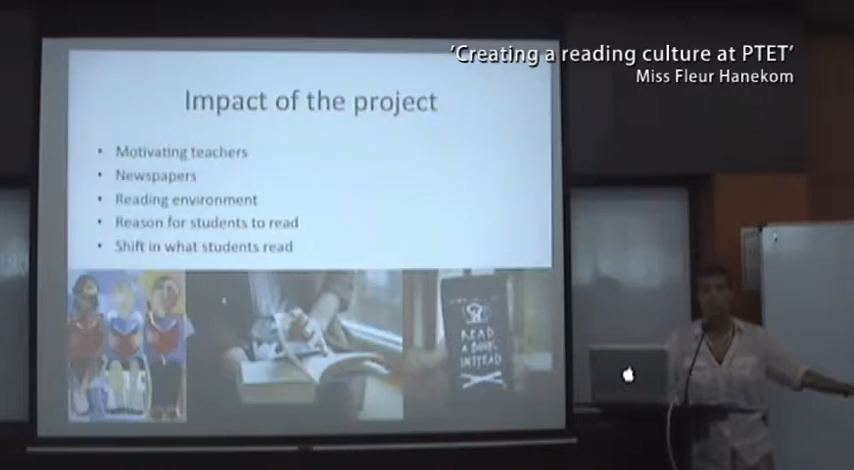 'Creating a reading culture at PTET'
Miss Fleur Hanekom
Impact of the project
• Motivating teachers
• Newspapers
• Reading environment
• Reason for students to read
• Shift in what students read
READ
A BOOK
INSTEAD